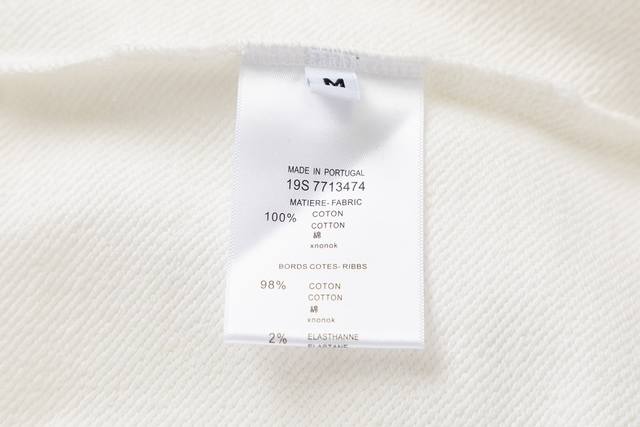 M
MADE IN PORTUGAL
19S 7713474
MATIERE- FABRIC
100% COTON
COTTON
綿
xnonok
BORDS COTES- RIBBS
98% COTON
COTTON
綿
xnonok
2% ELASTHANNE
ELASTANE